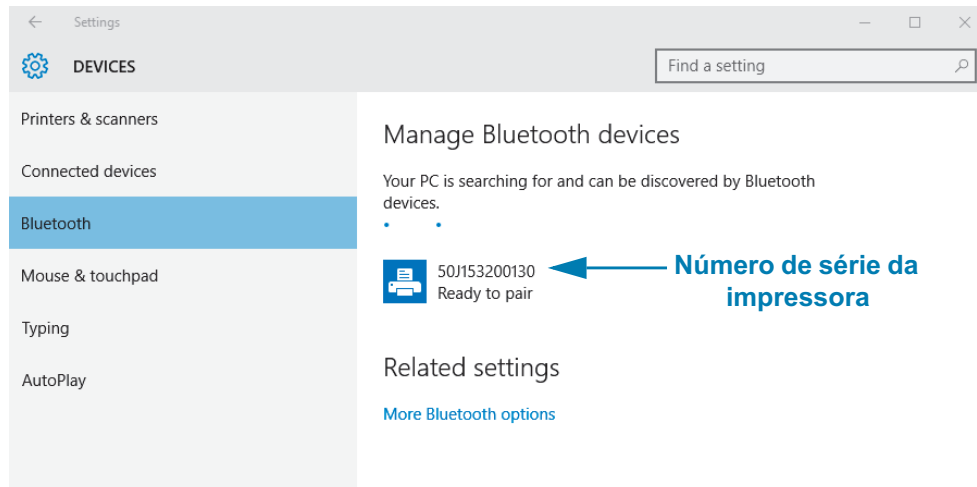 Settings
DEVICES
Find a setting
Printers & scanners
Connected devices
Bluetooth
Mouse & touchpad
Typing
AutoPlay
Manage Bluetooth devices
Your PC is searching for and can be discovered by Bluetooth
devices.
50J153200130
Ready to pair
Número de série da
impressora
Related settings
More Bluetooth options